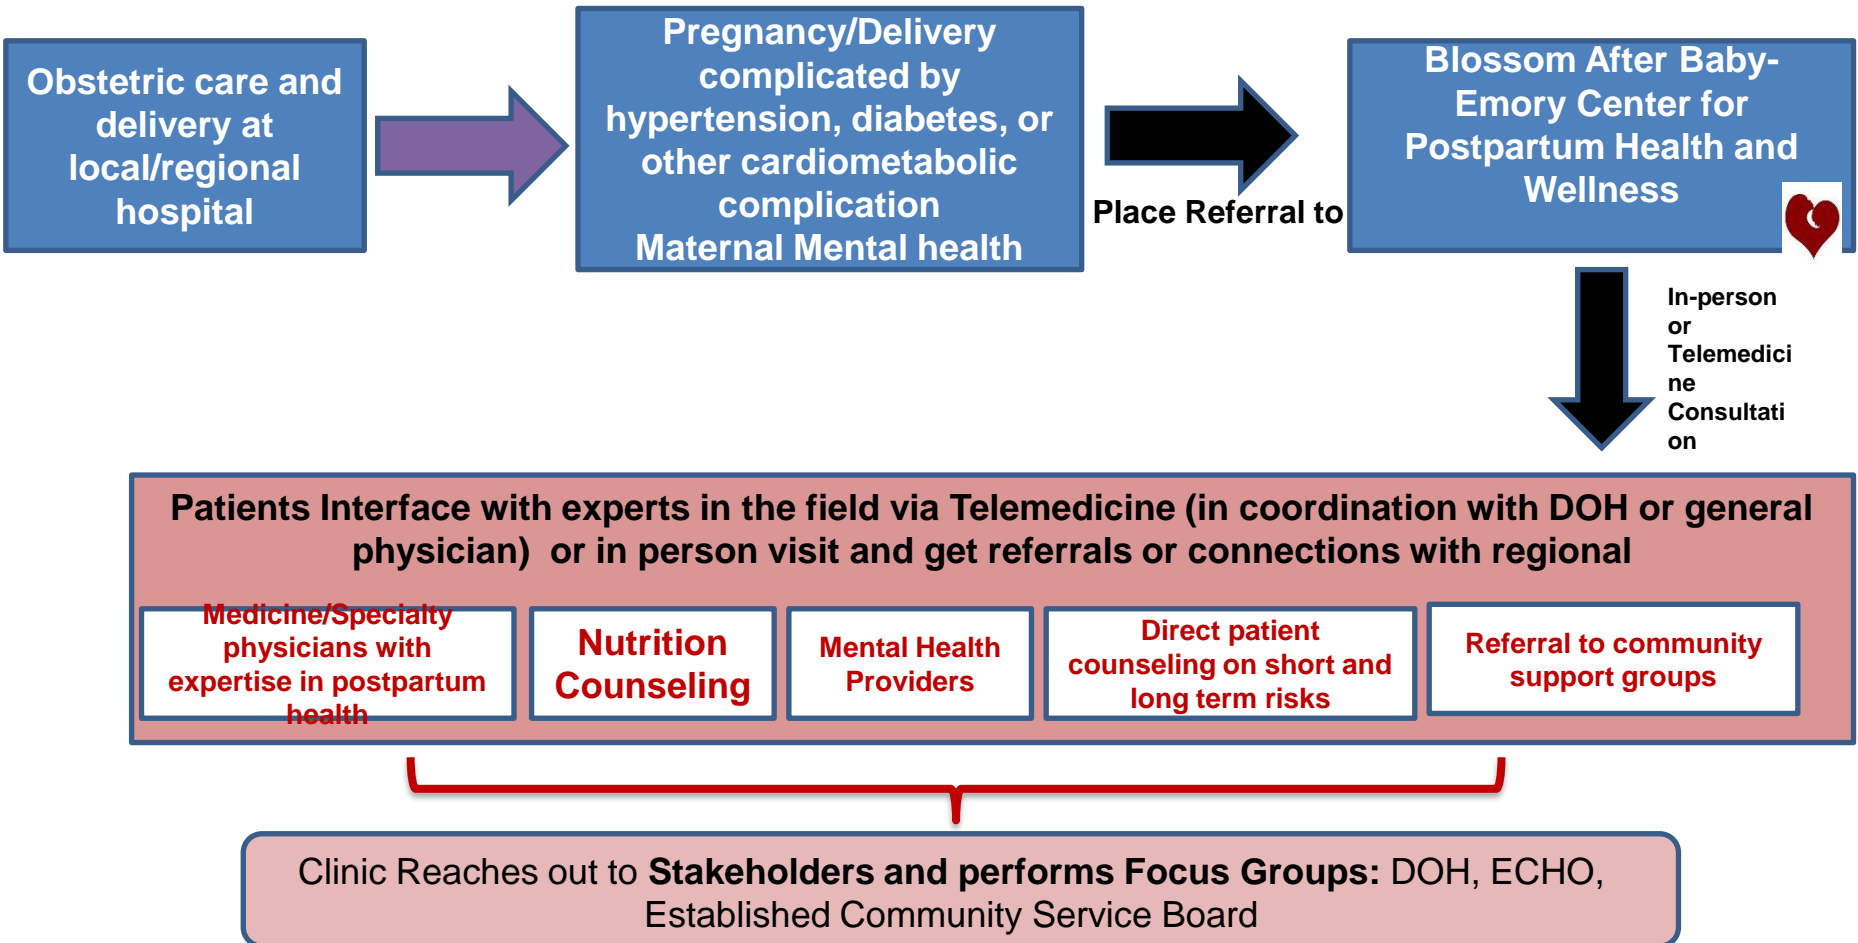 Obstetric care and
delivery at
local/regional
hospital
Pregnancy/Delivery
complicated by
hypertension, diabetes, or
other cardiometabolic
complication
Maternal Mental health
Place Referral to
Blossom After Baby-
Emory Center for
Postpartum Health and
Wellness
In-person
or
Telemedici
ne
Consultati
on
Patients Interface with experts in the field via Telemedicine (in coordination with DOH or general
physician)  or in person visit and get referrals or connections with regional
Medicine/Specialty
physicians with
expertise in postpartum
health
Nutrition
Counseling
Mental Health
Providers
Direct patient
counseling on short and
long term risks
Referral to community
support groups
Clinic Reaches out to Stakeholders and performs Focus Groups: DOH, ECHO,
Established Community Service Board